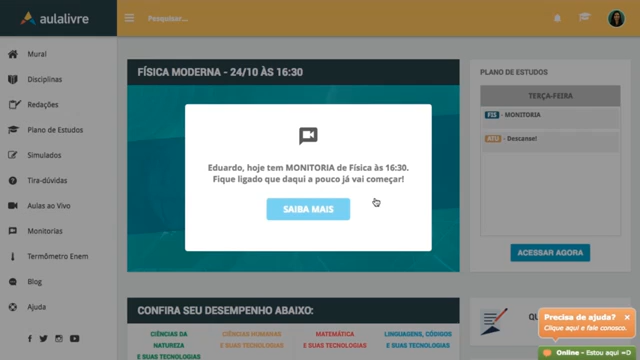 aulalivre
Pesquisar...
Mural
Disciplinas
Redações
Plano de Estudos
Simulados
Tira-dúvidas
Aulas ao Vivo
Monitorias
Termômetro Enem
Blog
Ajuda
FÍSICA MODERNA - 24/10 ÀS 16:30
Eduardo, hoje tem MONITORIA de Física às 16:30.
Fique ligado que daqui a pouco já vai começar!
SAIBA MAIS
PLANO DE ESTUDOS
TERÇA-FEIRA
FIS - MONITORIA
ATU - Descanse!
ACESSAR AGORA
CONFIRA SEU DESEMPENHO ABAIXO:
CIÊNCIAS DA
NATUREZA
E SUAS TECNOLOGIAS
CIÊNCIAS HUMANAS
E SUAS TECNOLOGIAS
MATEMÁTICA
E SUAS TECNOLOGIAS
LINGUAGENS, CÓDIGOS
E SUAS TECNOLOGIAS
QU
Precisa de ajuda?
Clique aqui e fale conosco.
Online - Estou aqui =D